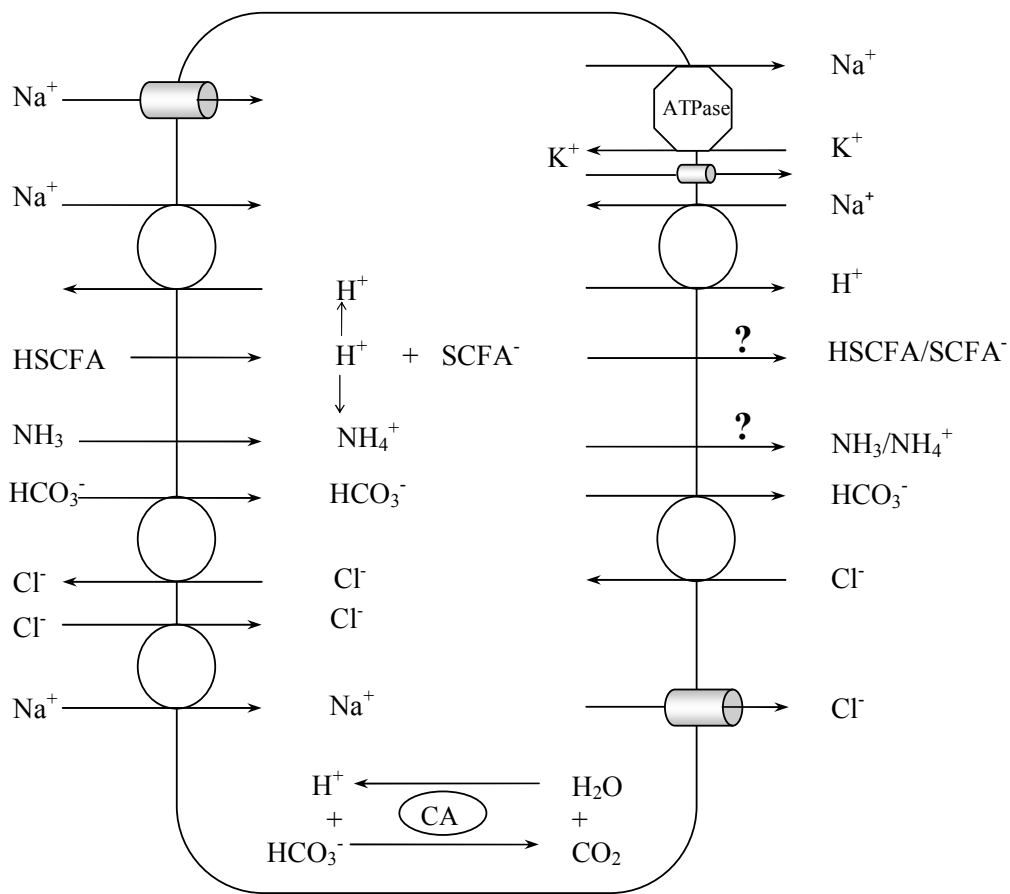 Na⁺ Na⁺
ATPase
K⁺ K⁺
Na⁺ Na⁺
H⁺ H⁺
HSCFA H⁺ + SCFA⁻ ? HSCFA/SCFA⁻
NH₃ NH₄⁺ ? NH₃/NH₄⁺
HCO₃⁻ HCO₃⁻ HCO₃⁻
Cl⁻ Cl⁻ Cl⁻
Cl⁻ Cl⁻
Na⁺ Na⁺ Cl⁻
H⁺ H₂O
+ CA +
HCO₃⁻ CO₂